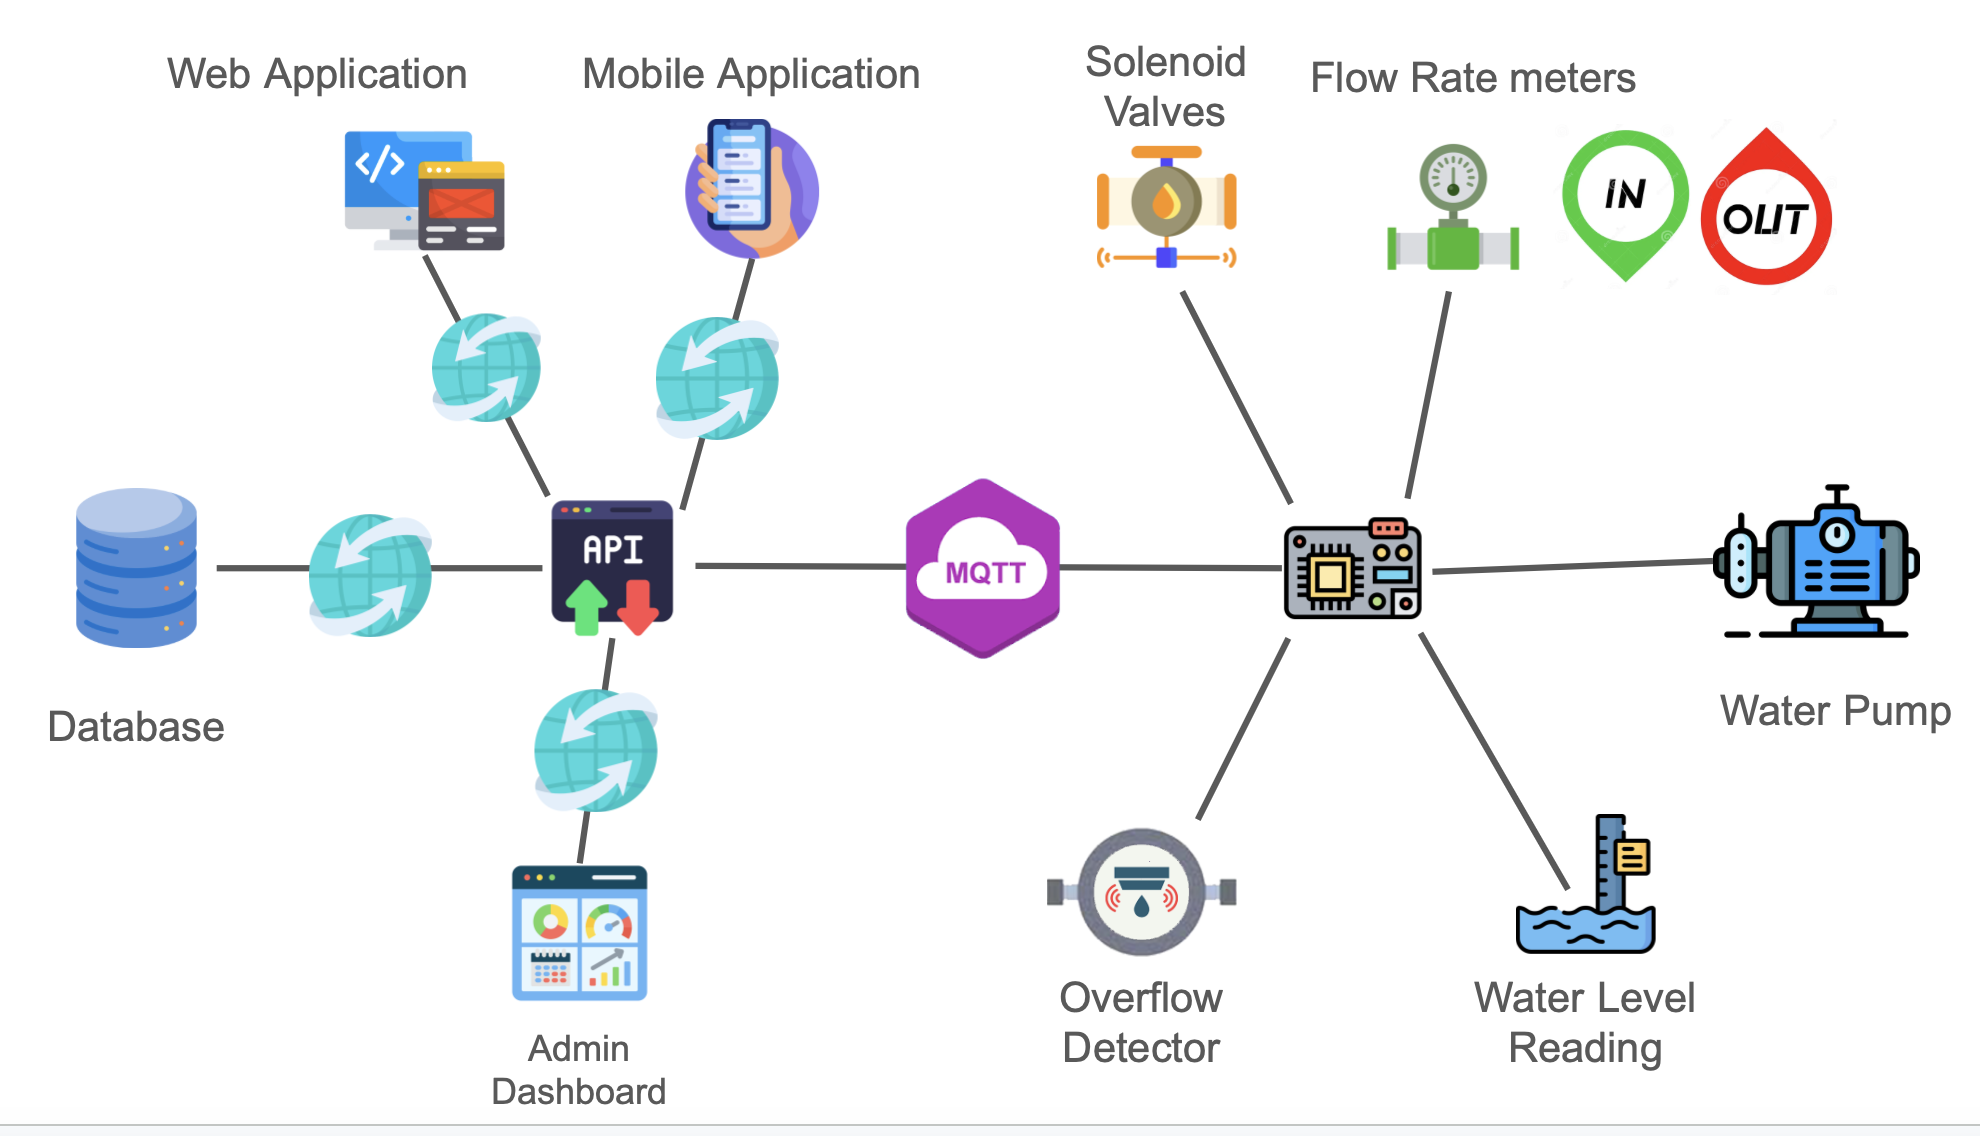 Web Application
Mobile Application
Solenoid
Valves
Flow Rate meters
</>
IN
OUT
API
MQTT
Database
Water Pump
Admin
Dashboard
Overflow
Detector
Water Level
Reading